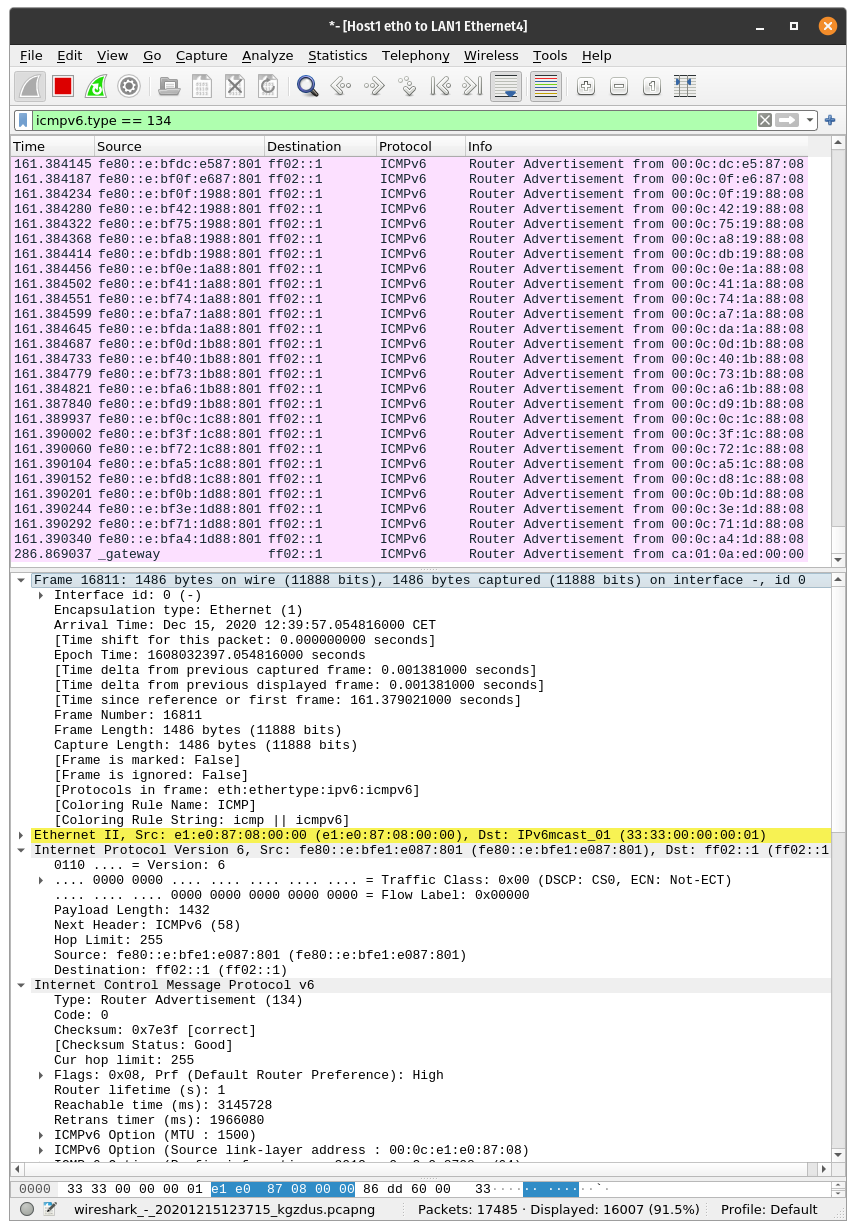 *- [Host1 eth0 to LAN1 Ethernet4]
File Edit View Go Capture Analyze Statistics Telephony Wireless Tools Help
icmpv6.type == 134
Time Source Destination Protocol Info
161.384145 fe80::e:bfdc:e587:801 ff02::1 ICMPv6 Router Advertisement from 00:0c:dc:e5:87:08
161.384187 fe80::e:bf0f:e687:801 ff02::1 ICMPv6 Router Advertisement from 00:0c:0f:e6:87:08
161.384234 fe80::e:bf0f:1988:801 ff02::1 ICMPv6 Router Advertisement from 00:0c:0f:19:88:08
161.384280 fe80::e:bf42:1988:801 ff02::1 ICMPv6 Router Advertisement from 00:0c:42:19:88:08
161.384322 fe80::e:bf75:1988:801 ff02::1 ICMPv6 Router Advertisement from 00:0c:75:19:88:08
161.384368 fe80::e:bfa8:1988:801 ff02::1 ICMPv6 Router Advertisement from 00:0c:a8:19:88:08
161.384414 fe80::e:bfdb:1988:801 ff02::1 ICMPv6 Router Advertisement from 00:0c:db:19:88:08
161.384456 fe80::e:bf0e:1a88:801 ff02::1 ICMPv6 Router Advertisement from 00:0c:0e:1a:88:08
161.384502 fe80::e:bf41:1a88:801 ff02::1 ICMPv6 Router Advertisement from 00:0c:41:1a:88:08
161.384551 fe80::e:bf74:1a88:801 ff02::1 ICMPv6 Router Advertisement from 00:0c:74:1a:88:08
161.384599 fe80::e:bfa7:1a88:801 ff02::1 ICMPv6 Router Advertisement from 00:0c:a7:1a:88:08
161.384645 fe80::e:bfda:1a88:801 ff02::1 ICMPv6 Router Advertisement from 00:0c:da:1a:88:08
161.384687 fe80::e:bf0d:1b88:801 ff02::1 ICMPv6 Router Advertisement from 00:0c:0d:1b:88:08
161.384733 fe80::e:bf40:1b88:801 ff02::1 ICMPv6 Router Advertisement from 00:0c:40:1b:88:08
161.384779 fe80::e:bf73:1b88:801 ff02::1 ICMPv6 Router Advertisement from 00:0c:73:1b:88:08
161.384821 fe80::e:bfa6:1b88:801 ff02::1 ICMPv6 Router Advertisement from 00:0c:a6:1b:88:08
161.387840 fe80::e:bfd9:1b88:801 ff02::1 ICMPv6 Router Advertisement from 00:0c:d9:1b:88:08
161.389937 fe80::e:bf0c:1c88:801 ff02::1 ICMPv6 Router Advertisement from 00:0c:0c:1c:88:08
161.390002 fe80::e:bf3f:1c88:801 ff02::1 ICMPv6 Router Advertisement from 00:0c:3f:1c:88:08
161.390060 fe80::e:bf72:1c88:801 ff02::1 ICMPv6 Router Advertisement from 00:0c:72:1c:88:08
161.390104 fe80::e:bfa5:1c88:801 ff02::1 ICMPv6 Router Advertisement from 00:0c:a5:1c:88:08
161.390152 fe80::e:bfd8:1c88:801 ff02::1 ICMPv6 Router Advertisement from 00:0c:d8:1c:88:08
161.390201 fe80::e:bf0b:1d88:801 ff02::1 ICMPv6 Router Advertisement from 00:0c:0b:1d:88:08
161.390244 fe80::e:bf3e:1d88:801 ff02::1 ICMPv6 Router Advertisement from 00:0c:3e:1d:88:08
161.390292 fe80::e:bf71:1d88:801 ff02::1 ICMPv6 Router Advertisement from 00:0c:71:1d:88:08
161.390340 fe80::e:bfa4:1d88:801 ff02::1 ICMPv6 Router Advertisement from 00:0c:a4:1d:88:08
286.869037 _gateway ff02::1 ICMPv6 Router Advertisement from ca:01:0a:ed:00:00
Frame 16811: 1486 bytes on wire (11888 bits), 1486 bytes captured (11888 bits) on interface -, id 0
Interface id: 0 (-)
Encapsulation type: Ethernet (1)
Arrival Time: Dec 15, 2020 12:39:57.054816000 CET
[Time shift for this packet: 0.000000000 seconds]
Epoch Time: 1608032397.054816000 seconds
[Time delta from previous captured frame: 0.001381000 seconds]
[Time delta from previous displayed frame: 0.001381000 seconds]
[Time since reference or first frame: 161.379021000 seconds]
Frame Number: 16811
Frame Length: 1486 bytes (11888 bits)
Capture Length: 1486 bytes (11888 bits)
[Frame is marked: False]
[Frame is ignored: False]
[Protocols in frame: eth:ethertype:ipv6:icmpv6]
[Coloring Rule Name: ICMP]
[Coloring Rule String: icmp || icmpv6]
Ethernet II, Src: e1:e0:87:08:00:00 (e1:e0:87:08:00:00), Dst: IPv6mcast_01 (33:33:00:00:00:01)
Internet Protocol Version 6, Src: fe80::e:bfe1:e087:801 (fe80::e:bfe1:e087:801), Dst: ff02::1 (ff02::1
0110 .... = Version: 6
.... 0000 0000 .... .... .... .... .... = Traffic Class: 0x00 (DSCP: CS0, ECN: Not-ECT)
.... .... .... 0000 0000 0000 0000 0000 = Flow Label: 0x00000
Payload Length: 1432
Next Header: ICMPv6 (58)
Hop Limit: 255
Source: fe80::e:bfe1:e087:801 (fe80::e:bfe1:e087:801)
Destination: ff02::1 (ff02::1)
Internet Control Message Protocol v6
Type: Router Advertisement (134)
Code: 0
Checksum: 0x7e3f [correct]
[Checksum Status: Good]
Cur hop limit: 255
Flags: 0x08, Prf (Default Router Preference): High
Router lifetime (s): 1
Reachable time (ms): 3145728
Retrans timer (ms): 1966080
ICMPv6 Option (MTU : 1500)
ICMPv6 Option (Source link-layer address : 00:0c:e1:e0:87:08)
0000 33 33 00 00 00 01 e1 e0 87 08 00 00 86 dd 60 00 33······ ········`·
wireshark_-_20201215123715_kgzdus.pcapng Packets: 17485 · Displayed: 16007 (91.5%) Profile: Default